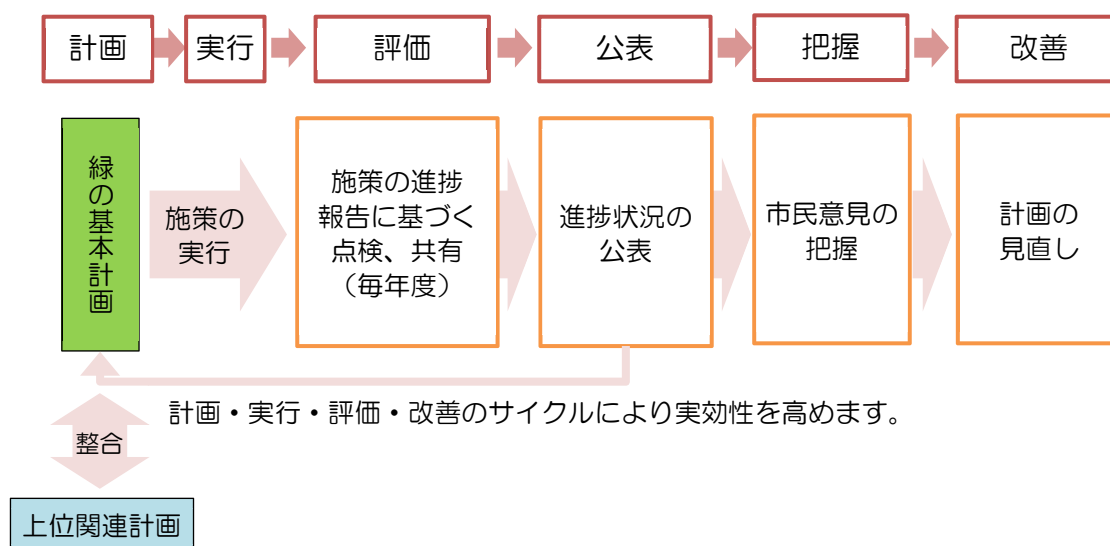 計画
実行
評価
公表
把握
改善
緑の基本計画
施策の
実行
施策の進捗
報告に基づく
点検、共有
（毎年度）
進捗状況の
公表
市民意見の
把握
計画の
見直し
計画・実行・評価・改善のサイクルにより実効性を高めます。
整合
上位関連計画